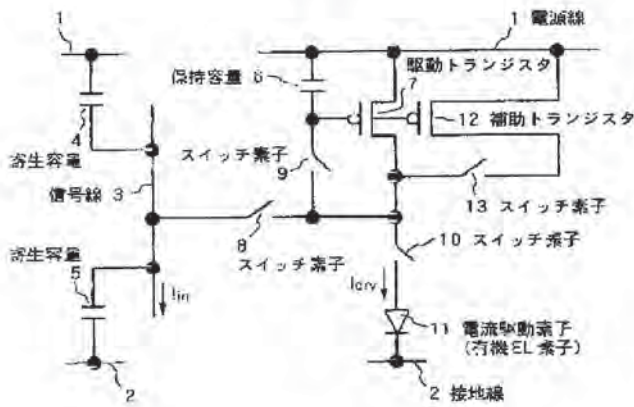 1
1 電源線
保持容量 6
駆動トランジスタ
7
4
12 補助トランジスタ
寄生容量
スイッチ素子
9
信号線 3
13 スイッチ素子
8
10 スイッチ素子
寄生容量
スイッチ素子
5
Iin
Idrv
11 電流駆動素子
(有機EL素子)
2
2 接地線